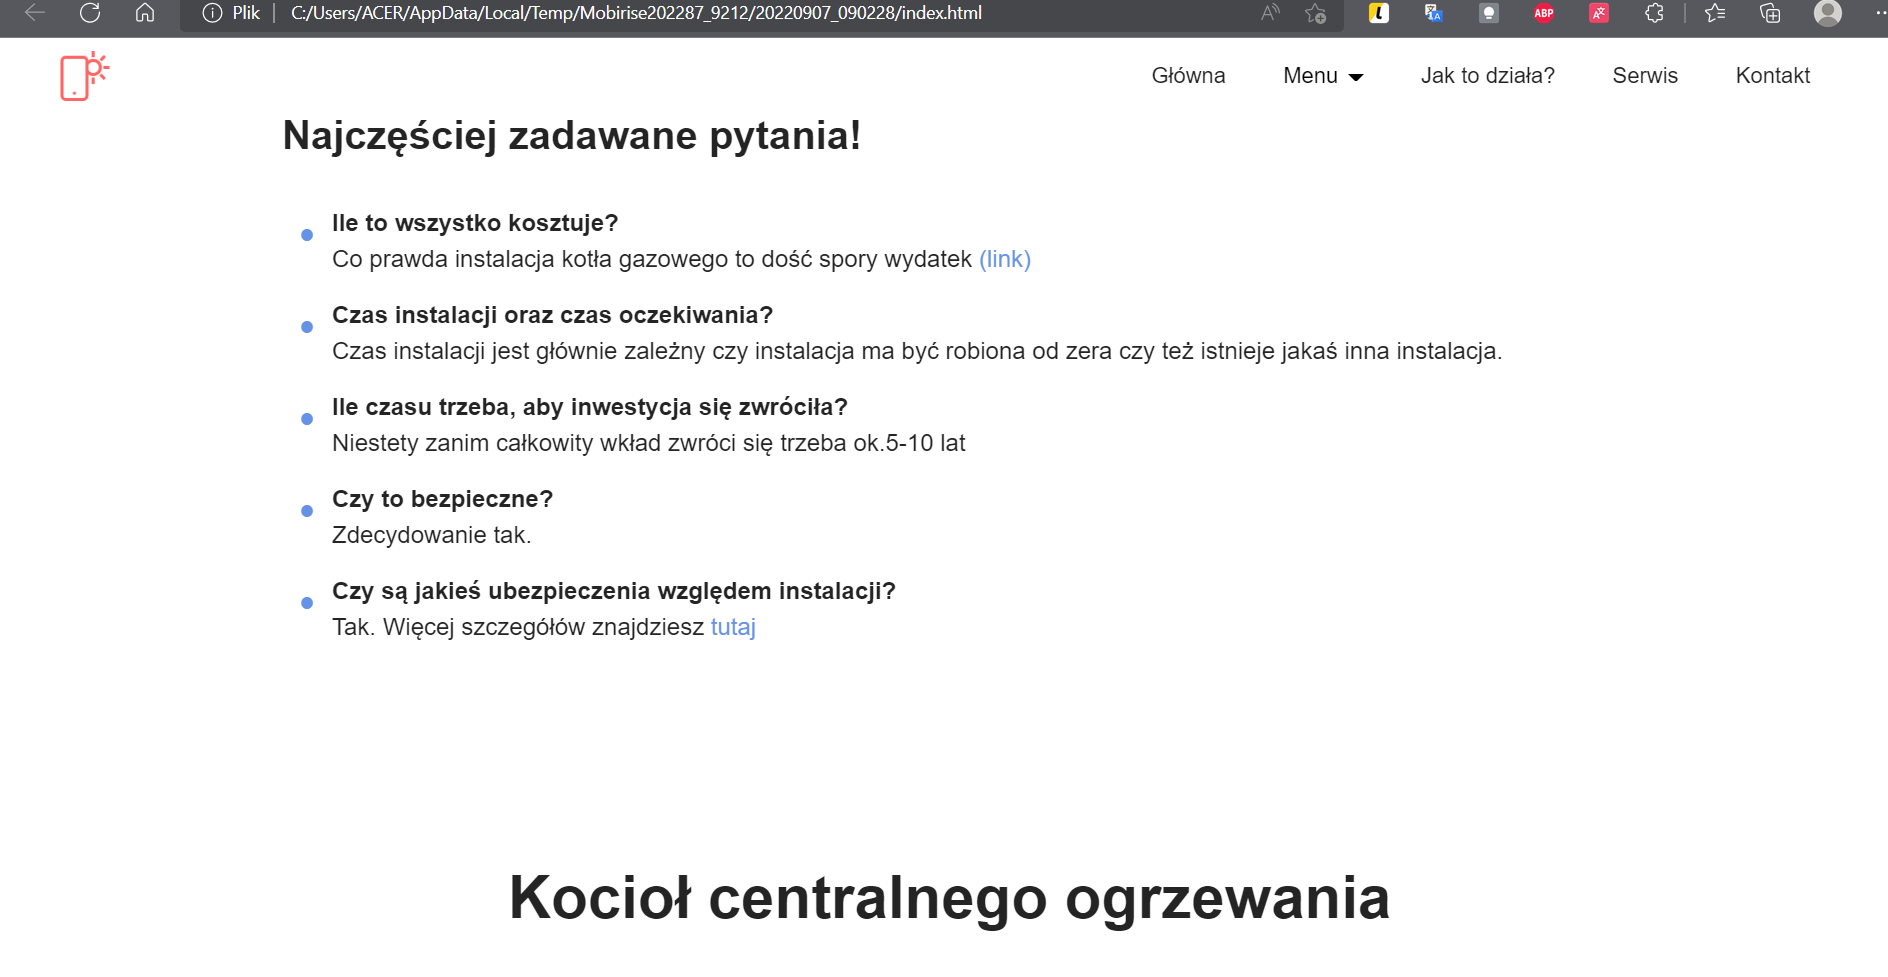 Plik
C:/Users/ACER/AppData/Local/Temp/Mobirise202287_9212/20220907_090228/index.html
ABP
Główna Menu Jak to działa? Serwis Kontakt
Najczęściej zadawane pytania!
Ile to wszystko kosztuje?
Co prawda instalacja kotła gazowego to dość spory wydatek (link)
Czas instalacji oraz czas oczekiwania?
Czas instalacji jest głównie zależny czy instalacja ma być robiona od zera czy też istnieje jakaś inna instalacja.
Ile czasu trzeba, aby inwestycja się zwróciła?
Niestety zanim całkowity wkład zwróci się trzeba ok.5-10 lat
Czy to bezpieczne?
Zdecydowanie tak.
Czy są jakieś ubezpieczenia względem instalacji?
Tak. Więcej szczegółów znajdziesz tutaj
Kocioł centralnego ogrzewania